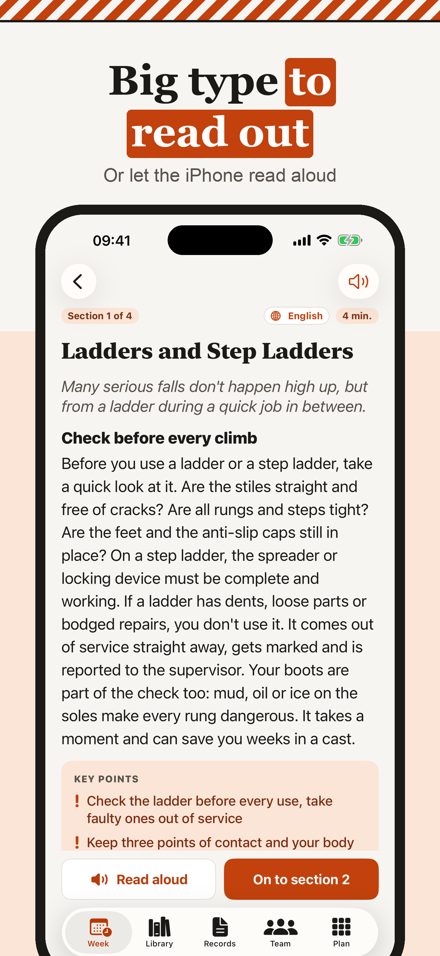 Big type to
read out
Or let the iPhone read aloud
09:41
Section 1 of 4
English
4 min.
Ladders and Step Ladders
Many serious falls don't happen high up, but
from a ladder during a quick job in between.
Check before every climb
Before you use a ladder or a step ladder, take
a quick look at it. Are the stiles straight and
free of cracks? Are all rungs and steps tight?
Are the feet and the anti-slip caps still in
place? On a step ladder, the spreader or
locking device must be complete and
working. If a ladder has dents, loose parts or
bodged repairs, you don't use it. It comes out
of service straight away, gets marked and is
reported to the supervisor. Your boots are
part of the check too: mud, oil or ice on the
soles make every rung dangerous. It takes a
moment and can save you weeks in a cast.
KEY POINTS
! Check the ladder before every use, take
faulty ones out of service
! Keep three points of contact and your body
Read aloud
On to section 2
Week
Library
Records
Team
Plan